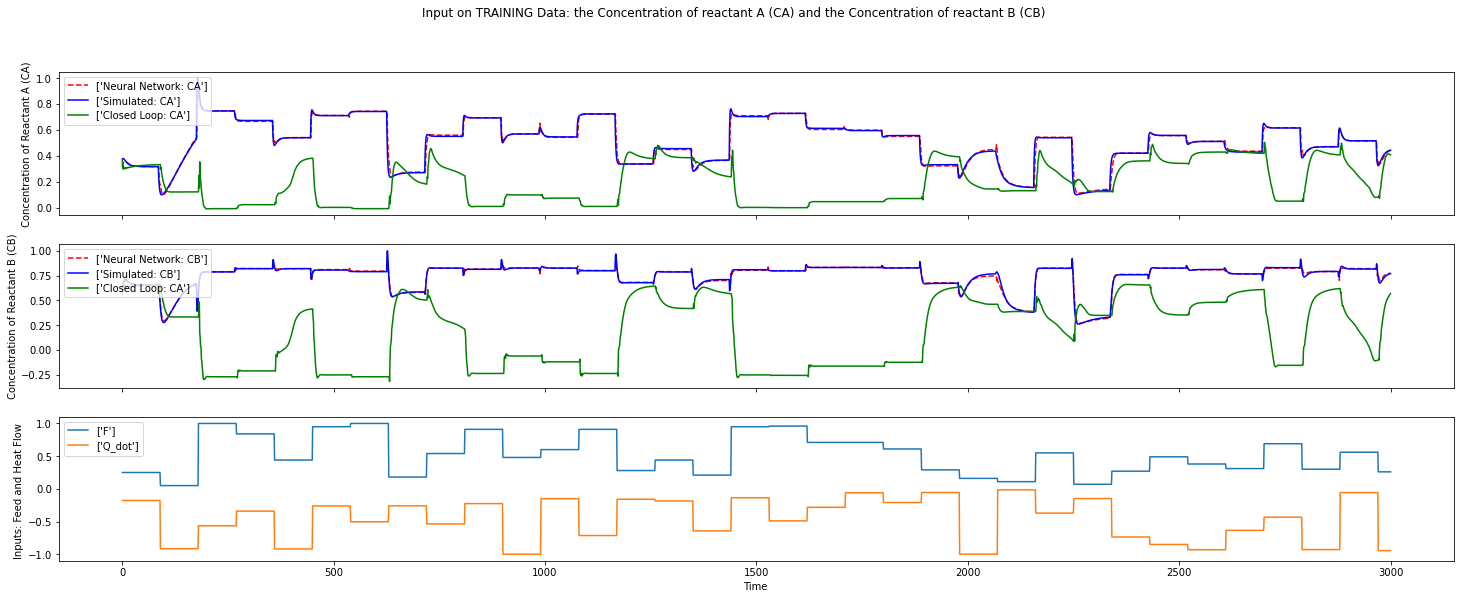 Input on TRAINING Data: the Concentration of reactant A (CA) and the Concentration of reactant B (CB)
Concentration of Reactant A (CA)
1.0
0.8
0.6
0.4
0.2
0.0
['Neural Network: CA']
['Simulated: CA']
['Closed Loop: CA']
Concentration of Reactant B (CB)
1.00
0.75
0.50
0.25
0.00
−0.25
['Neural Network: CB']
['Simulated: CB']
['Closed Loop: CA']
Inputs: Feed and Heat Flow
1.0
0.5
0.0
−0.5
−1.0
['F']
['Q_dot']
0
500
1000
1500
2000
2500
3000
Time